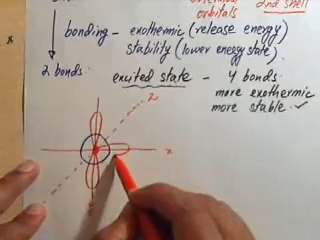 outermost 2nd shell
orbitals
bonding - exothermic (release energy)
stability (lower energy state)
2 bonds. excited state - 4 bonds
more exothermic
more stable ✓
x
z
x